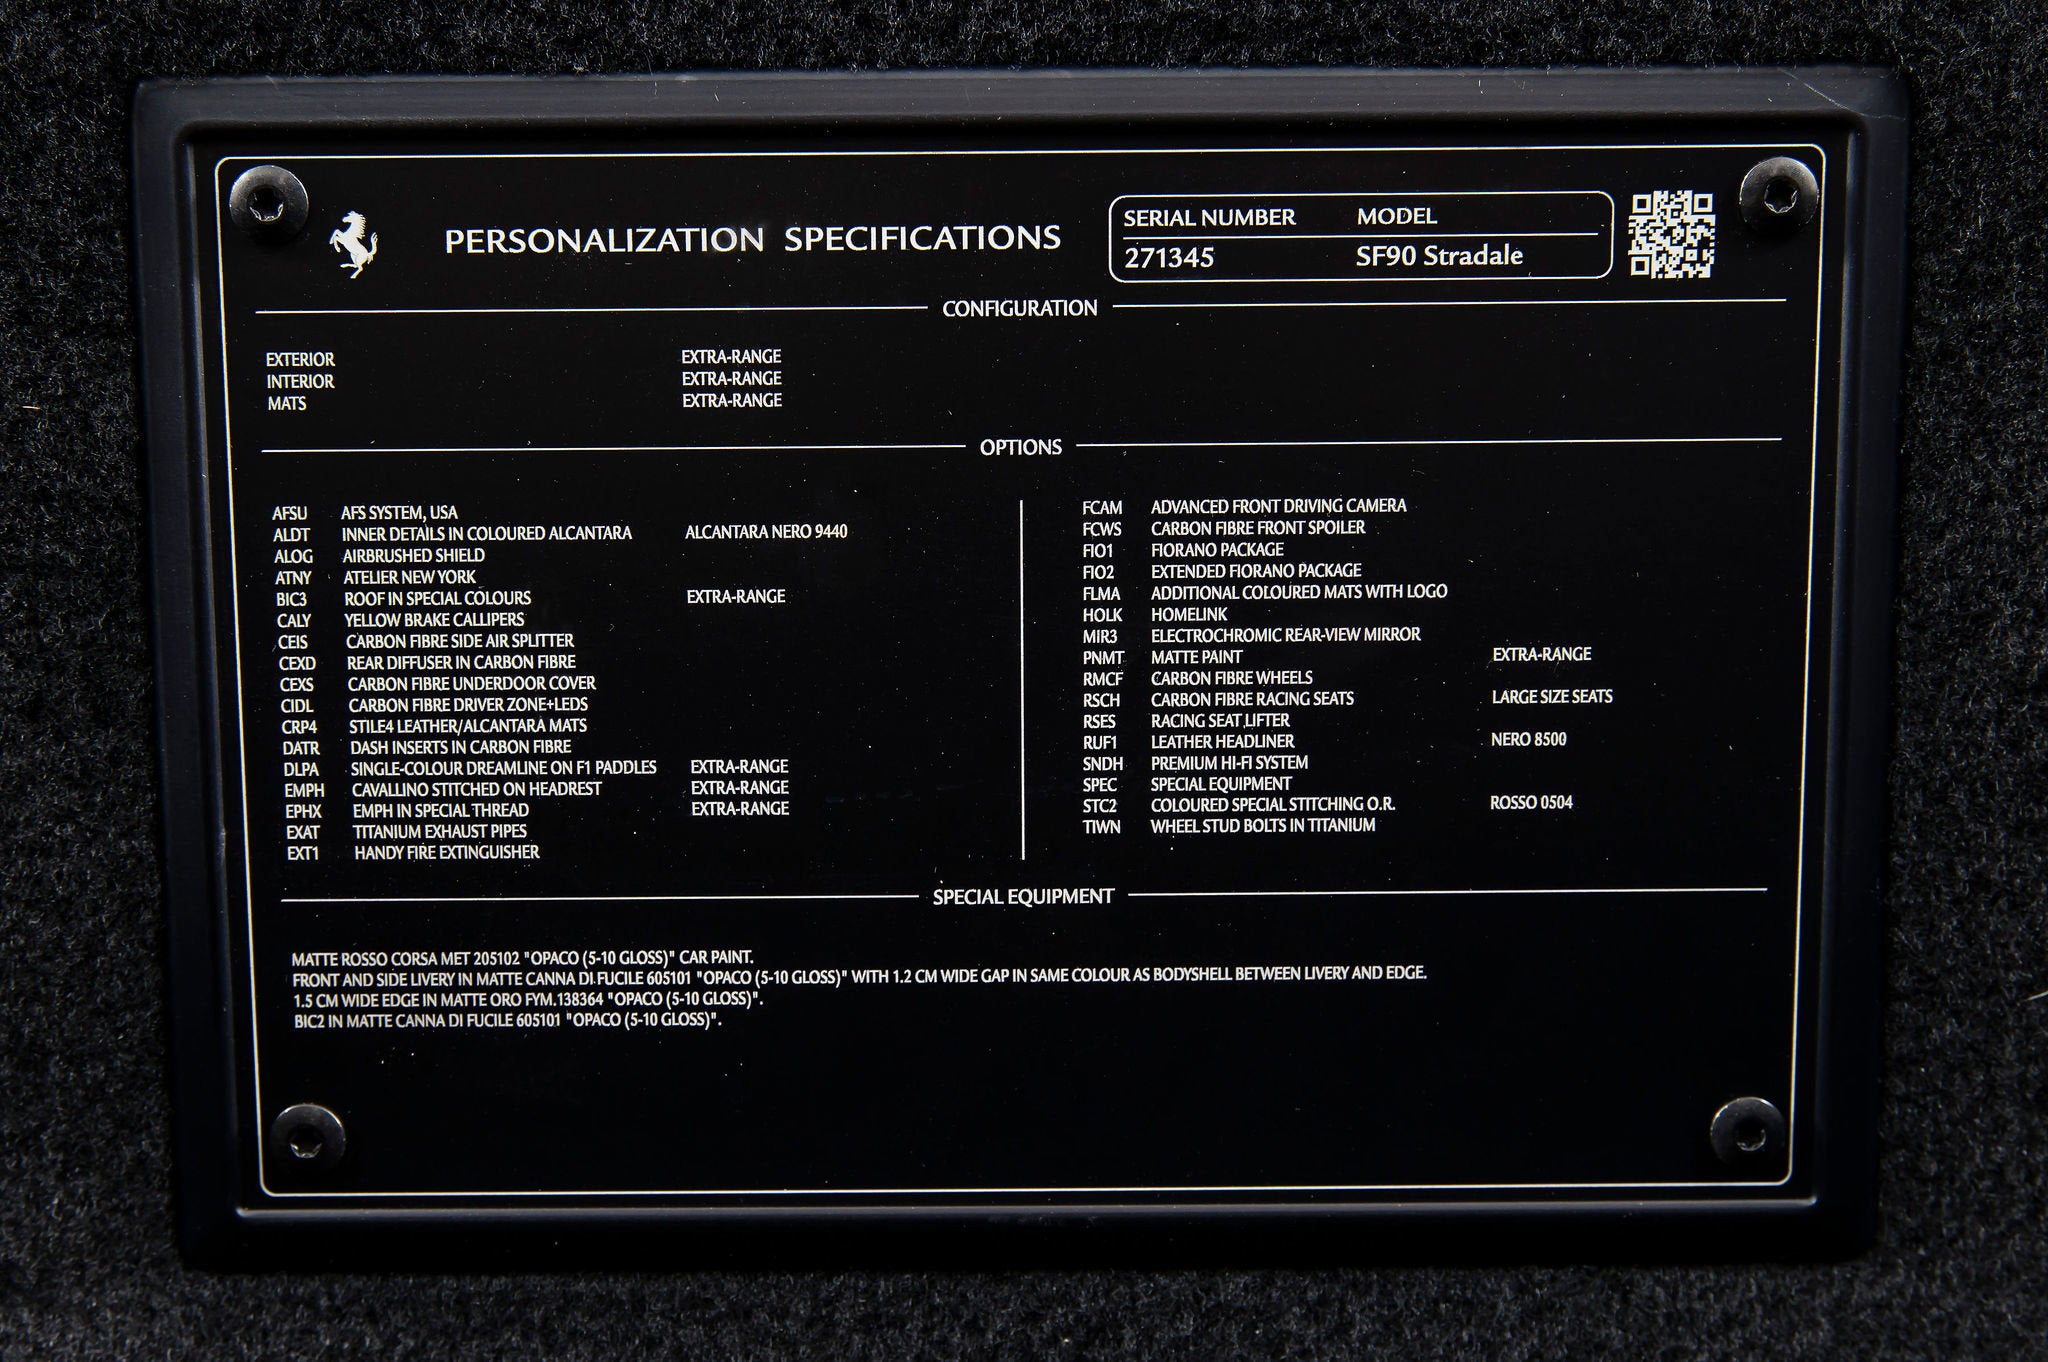 PERSONALIZATION SPECIFICATIONS
SERIAL NUMBER MODEL
271345 SF90 Stradale
CONFIGURATION
EXTERIOR EXTRA-RANGE
INTERIOR EXTRA-RANGE
MATS EXTRA-RANGE
OPTIONS
AFSU AFS SYSTEM, USA
ALDT INNER DETAILS IN COLOURED ALCANTARA ALCANTARA NERO 9440
ALOG AIRBRUSHED SHIELD
ATNY ATELIER NEW YORK
BIC3 ROOF IN SPECIAL COLOURS EXTRA-RANGE
CALY YELLOW BRAKE CALLIPERS
CEIS CARBON FIBRE SIDE AIR SPLITTER
CEXD REAR DIFFUSER IN CARBON FIBRE
CEXS CARBON FIBRE UNDERDOOR COVER
CIDL CARBON FIBRE DRIVER ZONE+LEDS
CRP4 STILE4 LEATHER/ALCANTARA MATS
DATR DASH INSERTS IN CARBON FIBRE
DLPA SINGLE-COLOUR DREAMLINE ON F1 PADDLES EXTRA-RANGE
EMPH CAVALLINO STITCHED ON HEADREST EXTRA-RANGE
EPHX EMPH IN SPECIAL THREAD EXTRA-RANGE
EXAT TITANIUM EXHAUST PIPES
EXT1 HANDY FIRE EXTINGUISHER
FCAM ADVANCED FRONT DRIVING CAMERA
FCWS CARBON FIBRE FRONT SPOILER
FIO1 FIORANO PACKAGE
FIO2 EXTENDED FIORANO PACKAGE
FLMA ADDITIONAL COLOURED MATS WITH LOGO
HOLK HOMELINK
MIR3 ELECTROCHROMIC REAR-VIEW MIRROR
PNMT MATTE PAINT EXTRA-RANGE
RMCF CARBON FIBRE WHEELS
RSCH CARBON FIBRE RACING SEATS LARGE SIZE SEATS
RSES RACING SEAT LIFTER
RUF1 LEATHER HEADLINER NERO 8500
SNDH PREMIUM HI-FI SYSTEM
SPEC SPECIAL EQUIPMENT
STC2 COLOURED SPECIAL STITCHING O.R. ROSSO 0504
TIWN WHEEL STUD BOLTS IN TITANIUM
SPECIAL EQUIPMENT
MATTE ROSSO CORSA MET 205102 "OPACO (5-10 GLOSS)" CAR PAINT.
FRONT AND SIDE LIVERY IN MATTE CANNA DI FUCILE 605101 "OPACO (5-10 GLOSS)" WITH 1.2 CM WIDE GAP IN SAME COLOUR AS BODYSHELL BETWEEN LIVERY AND EDGE.
1.5 CM WIDE EDGE IN MATTE ORO FYM.138364 "OPACO (5-10 GLOSS)".
BIC2 IN MATTE CANNA DI FUCILE 605101 "OPACO (5-10 GLOSS)".